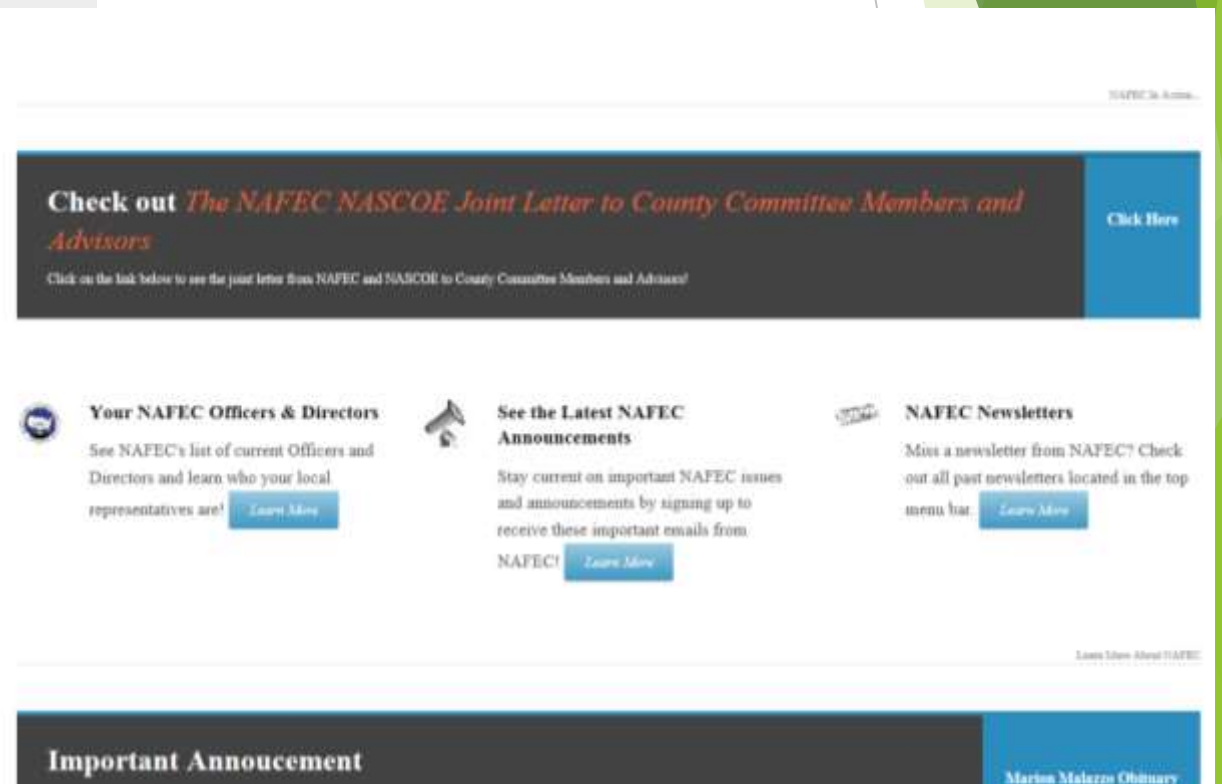 NAFEC In Action...
Check out The NAFEC NASCOE Joint Letter to County Committee Members and
Advisors
Click Here
Click on the link below to see the joint letter from NAFEC and NASCOE to County Committee Members and Advisors!
Your NAFEC Officers & Directors
See NAFEC's list of current Officers and
Directors and learn who your local
representatives are! Learn More
See the Latest NAFEC
Announcements
Stay current on important NAFEC issues
and announcements by signing up to
receive these important emails from
NAFEC! Learn More
NAFEC Newsletters
Miss a newsletter from NAFEC? Check
out all past newsletters located in the top
menu bar. Learn More
Learn More About NAFEC
Important Annoucement
Marion Malazzo Obituary